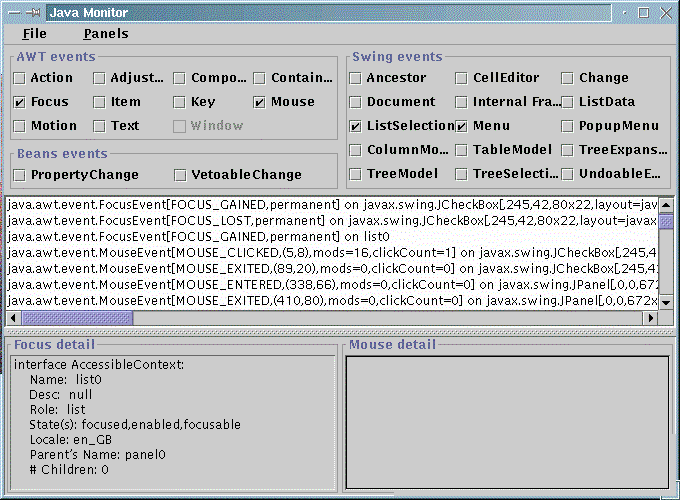 Java Monitor
File Panels
AWT events
Action Adjust... Compo... Contain...
Focus Item Key Mouse
Motion Text Window
Beans events
PropertyChange VetoableChange
Swing events
Ancestor CellEditor Change
Document Internal Fra... ListData
ListSelection Menu PopupMenu
ColumnMo... TableModel TreeExpans...
TreeModel TreeSelecti... UndoableE...
java.awt.event.FocusEvent[FOCUS_GAINED,permanent] on javax.swing.JCheckBox[,245,42,80x22,layout=jav
java.awt.event.FocusEvent[FOCUS_LOST,permanent] on javax.swing.JCheckBox[,245,42,80x22,layout=javax
java.awt.event.FocusEvent[FOCUS_GAINED,permanent] on list0
java.awt.event.MouseEvent[MOUSE_CLICKED,(5,8),mods=16,clickCount=1] on javax.swing.JCheckBox[,245,4
java.awt.event.MouseEvent[MOUSE_EXITED,(89,20),mods=0,clickCount=0] on javax.swing.JCheckBox[,245,4
java.awt.event.MouseEvent[MOUSE_ENTERED,(338,66),mods=0,clickCount=0] on javax.swing.JPanel[,0,0,67
java.awt.event.MouseEvent[MOUSE_EXITED,(410,80),mods=0,clickCount=0] on javax.swing.JPanel[,0,0,672x
Focus detail
interface AccessibleContext:
Name: list0
Desc: null
Role: list
State(s): focused,enabled,focusable
Locale: en_GB
Parent's Name: panel0
# Children: 0
Mouse detail